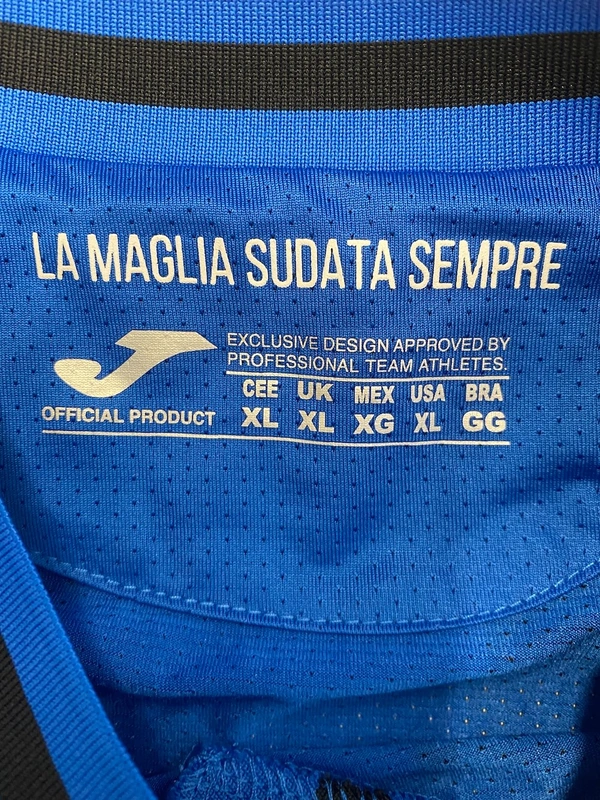 LA MAGLIA SUDATA SEMPRE
EXCLUSIVE DESIGN APPROVED BY
PROFESSIONAL TEAM ATHLETES.
OFFICIAL PRODUCT
CEE UK MEX USA BRA
XL XL XG XL GG